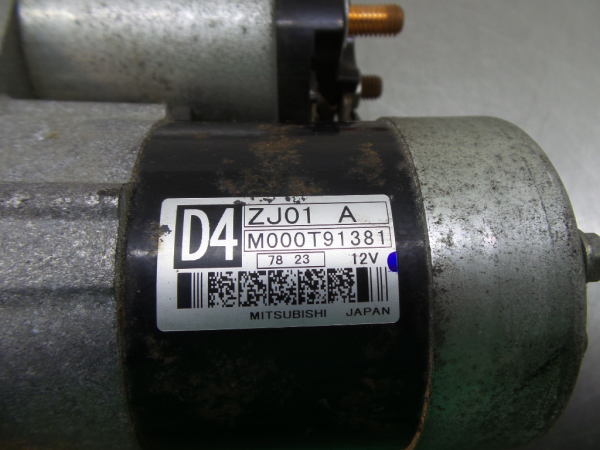 D4
ZJ01 A
M000T91381
78 23 12V
MITSUBISHI JAPAN